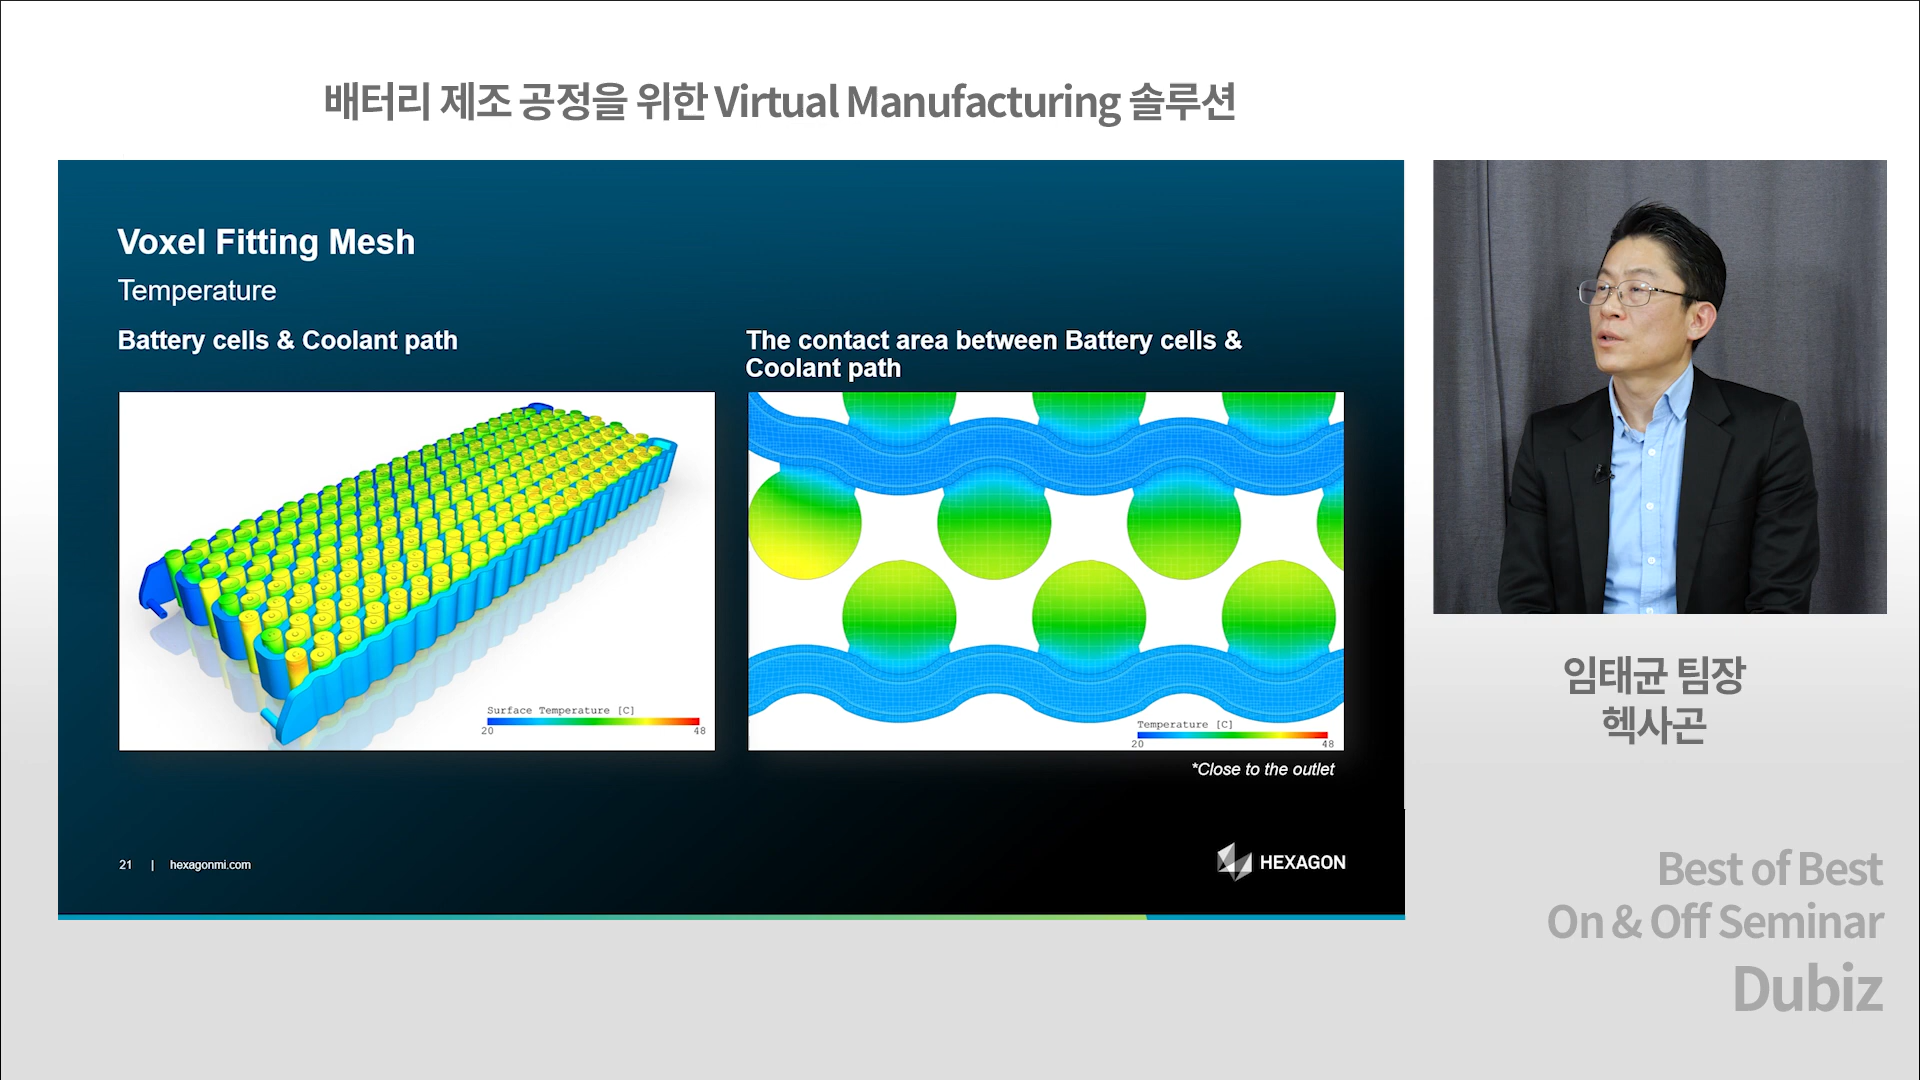 배터리 제조 공정을 위한 Virtual Manufacturing 솔루션
Voxel Fitting Mesh
Temperature
Battery cells & Coolant path
The contact area between Battery cells &
Coolant path
Surface Temperature [C]
20 48
Temperature [C]
20 48
*Close to the outlet
21 | hexagonmi.com
HEXAGON
임태균 팀장
헥사곤
Best of Best
On & Off Seminar
Dubiz